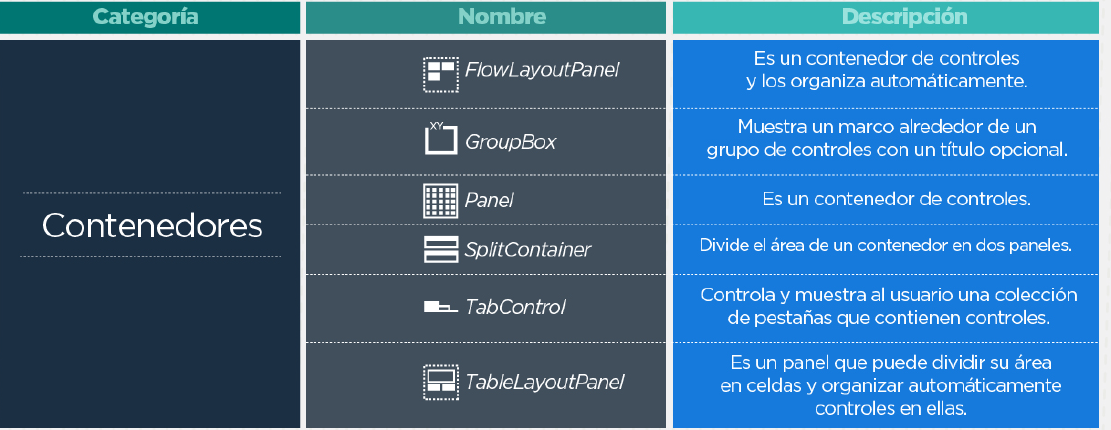 Categoría
Nombre
Descripción
Contenedores
FlowLayoutPanel
Es un contenedor de controles
y los organiza automáticamente.
XY
GroupBox
Muestra un marco alrededor de un
grupo de controles con un título opcional.
Panel
Es un contenedor de controles.
SplitContainer
Divide el área de un contenedor en dos paneles.
TabControl
Controla y muestra al usuario una colección
de pestañas que contienen controles.
TableLayoutPanel
Es un panel que puede dividir su área
en celdas y organizar automáticamente
controles en ellas.